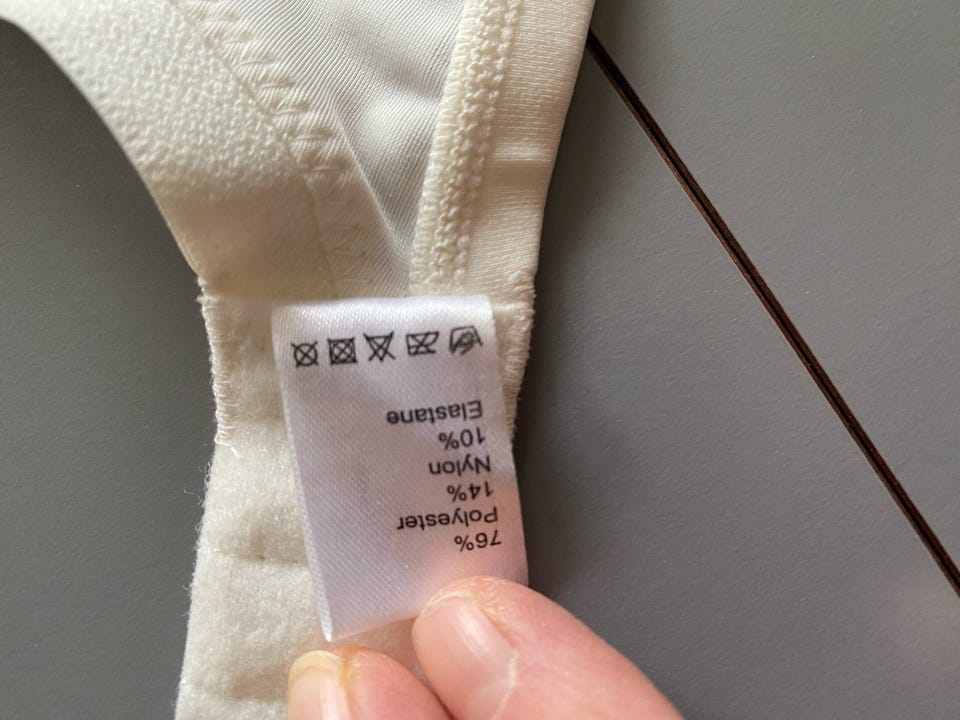 76%
Polyester
14%
Nylon
10%
Elastane